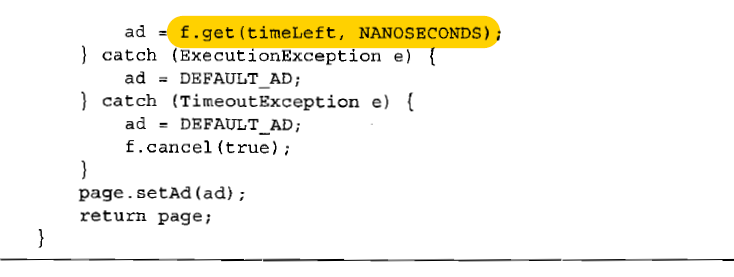 ad = f.get(timeLeft, NANOSECONDS);
} catch (ExecutionException e) {
ad = DEFAULT_AD;
} catch (TimeoutException e) {
ad = DEFAULT_AD;
f.cancel(true);
}
page.setAd(ad);
return page;
}